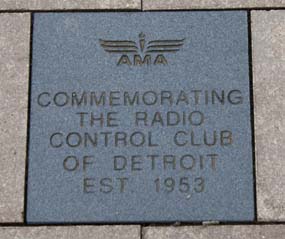 AMA
COMMEMORATING
THE RADIO
CONTROL CLUB
OF DETROIT
EST. 1953